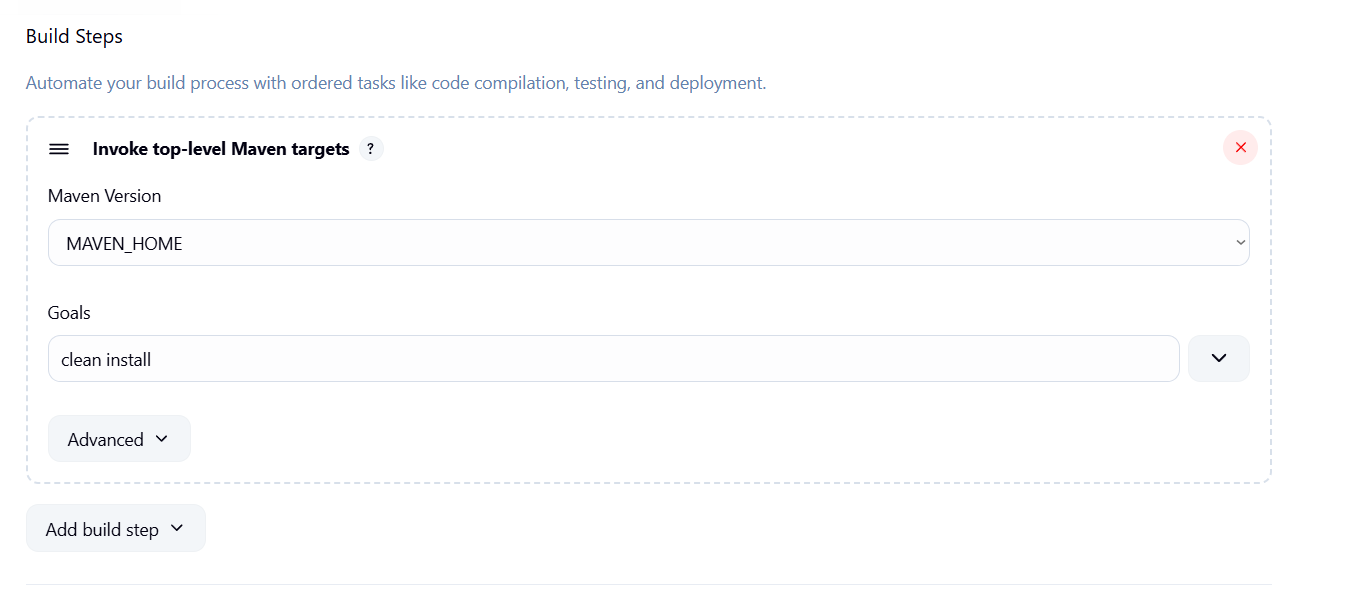 Build Steps
Automate your build process with ordered tasks like code compilation, testing, and deployment.
Invoke top-level Maven targets ?
Maven Version
MAVEN_HOME
Goals
clean install
Advanced
Add build step